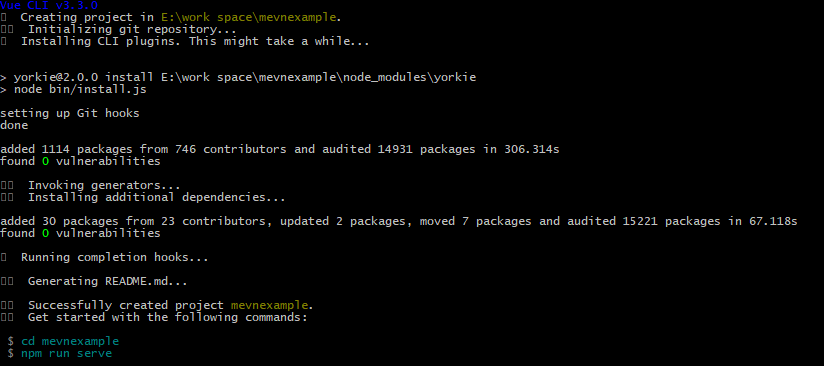 Vue CLI v3.3.0
Creating project in E:\work space\mevnexample.
Initializing git repository...
Installing CLI plugins. This might take a while...
> yorkie@2.0.0 install E:\work space\mevnexample\node_modules\yorkie
> node bin/install.js
setting up Git hooks
done
added 1114 packages from 746 contributors and audited 14931 packages in 306.314s
found 0 vulnerabilities
Invoking generators...
Installing additional dependencies...
added 30 packages from 23 contributors, updated 2 packages, moved 7 packages and audited 15221 packages in 67.118s
found 0 vulnerabilities
Running completion hooks...
Generating README.md...
Successfully created project mevnexample.
Get started with the following commands:
$ cd mevnexample
$ npm run serve